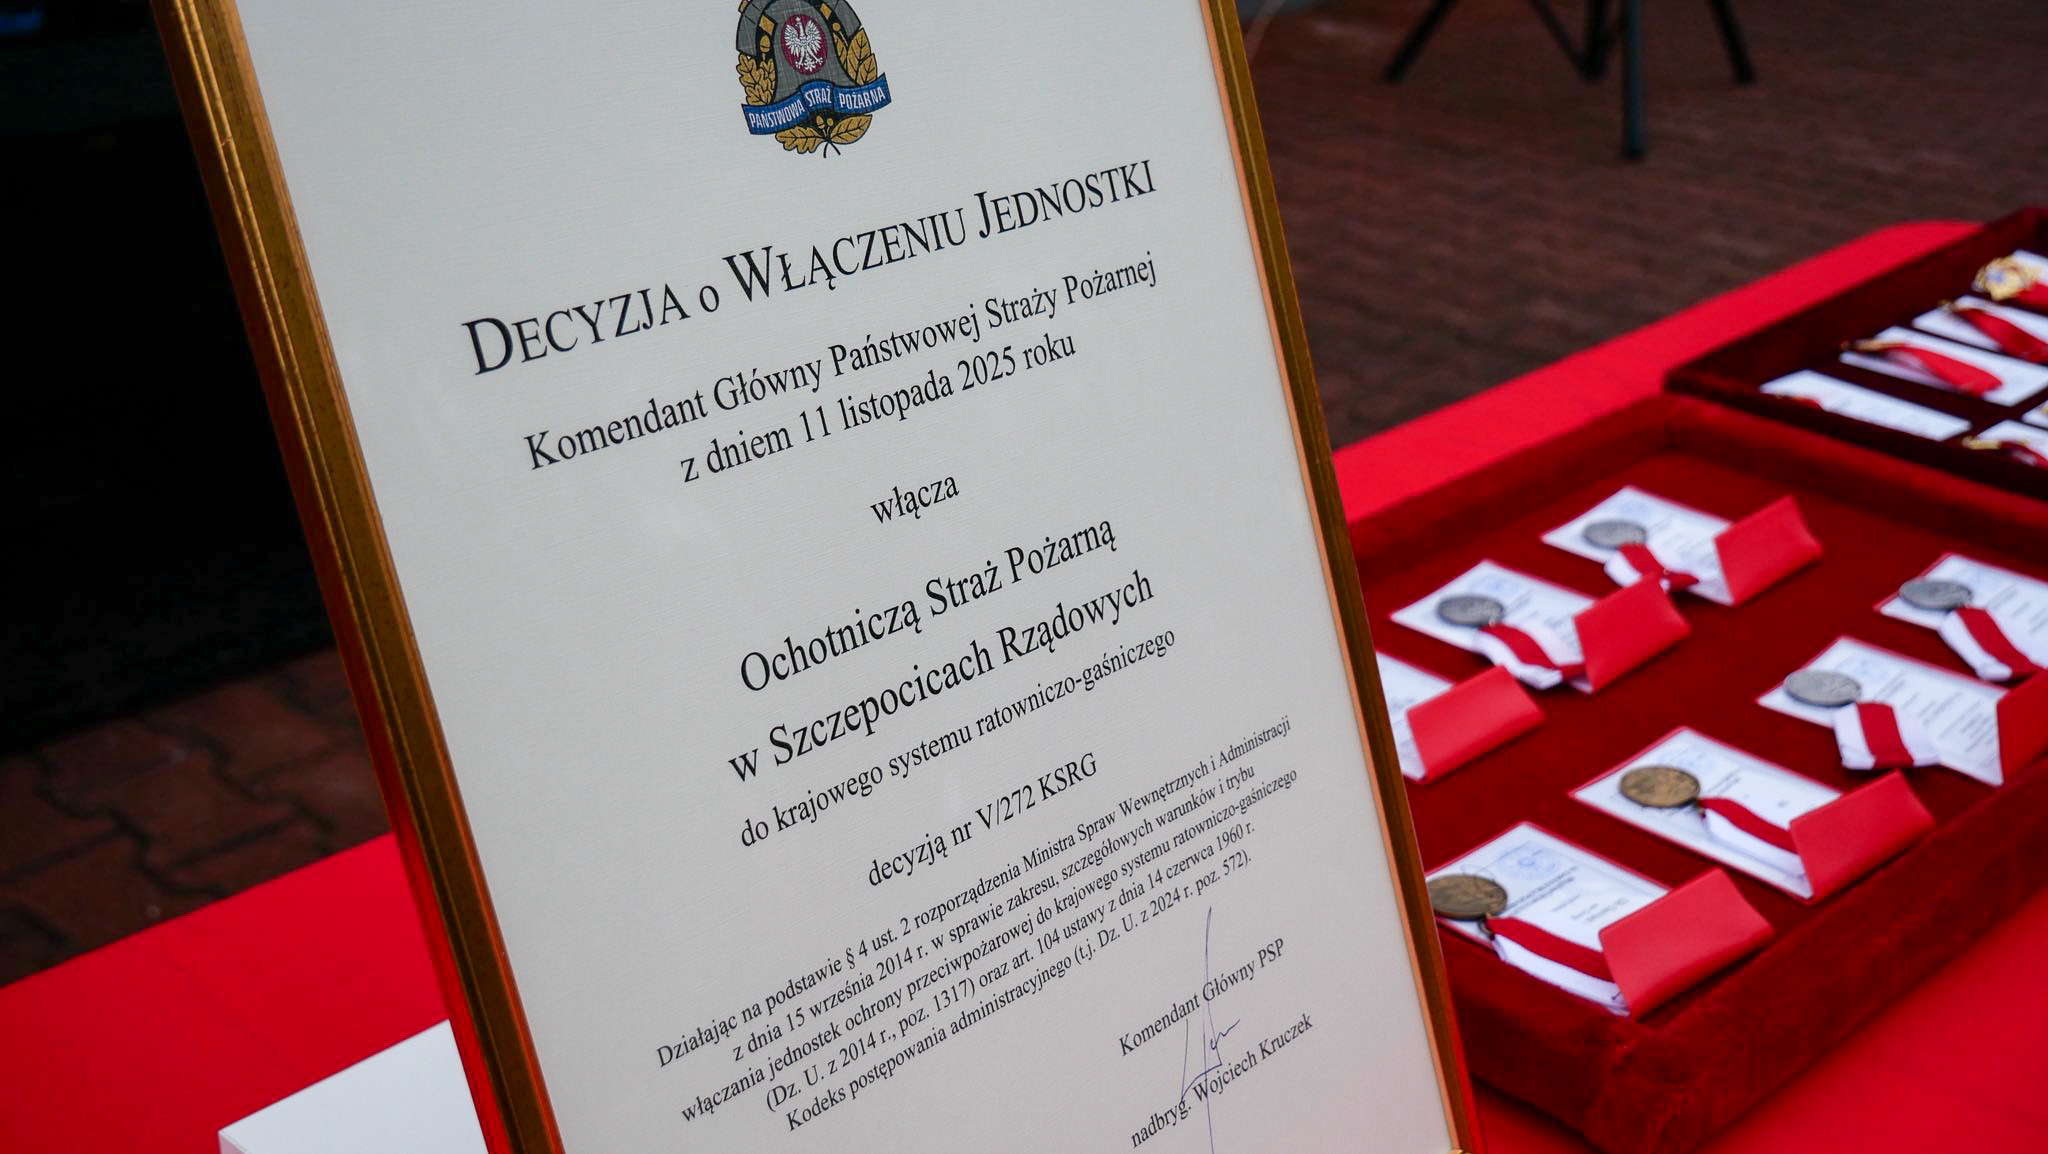 PAŃSTWOWA STRAŻ POŻARNA
DECYZJA o WŁĄCZENIU JEDNOSTKI
Komendant Główny Państwowej Straży Pożarnej
z dniem 11 listopada 2025 roku
włącza
Ochotniczą Straż Pożarną
w Szczepocicach Rządowych
do krajowego systemu ratowniczo-gaśniczego
decyzją nr V/272 KSRG
Działając na podstawie § 4 ust. 2 rozporządzenia Ministra Spraw Wewnętrznych i Administracji
z dnia 15 września 2014 r. w sprawie zakresu, szczegółowych warunków i trybu
włączania jednostek ochrony przeciwpożarowej do krajowego systemu ratowniczo-gaśniczego
(Dz. U. z 2014 r., poz. 1317) oraz art. 104 ustawy z dnia 14 czerwca 1960 r.
Kodeks postępowania administracyjnego (t.j. Dz. U. z 2024 r. poz. 572).
Komendant Główny PSP
nadbryg. Wojciech Kruczek